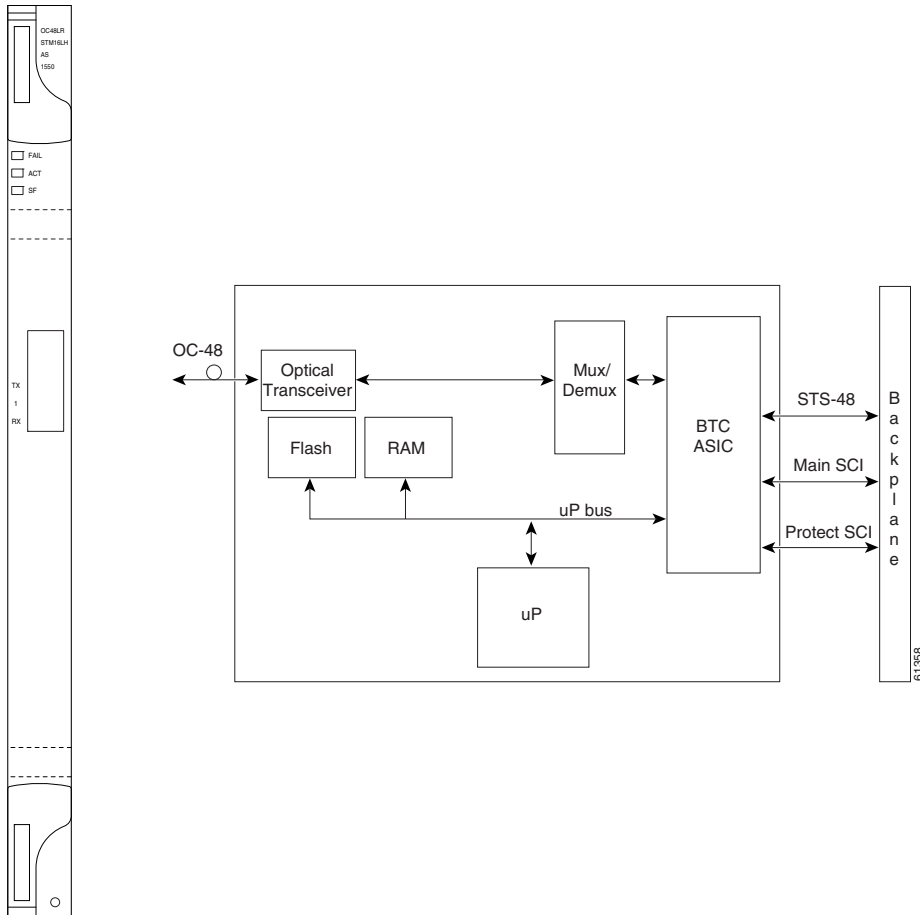 OC48LR
STM16LH
AS
1550
FAIL
ACT
SF
TX
1
RX
OC-48
Optical
Transceiver
Flash
RAM
Mux/
Demux
BTC
ASIC
uP bus
uP
STS-48
Main SCI
Protect SCI
Backplane
61358